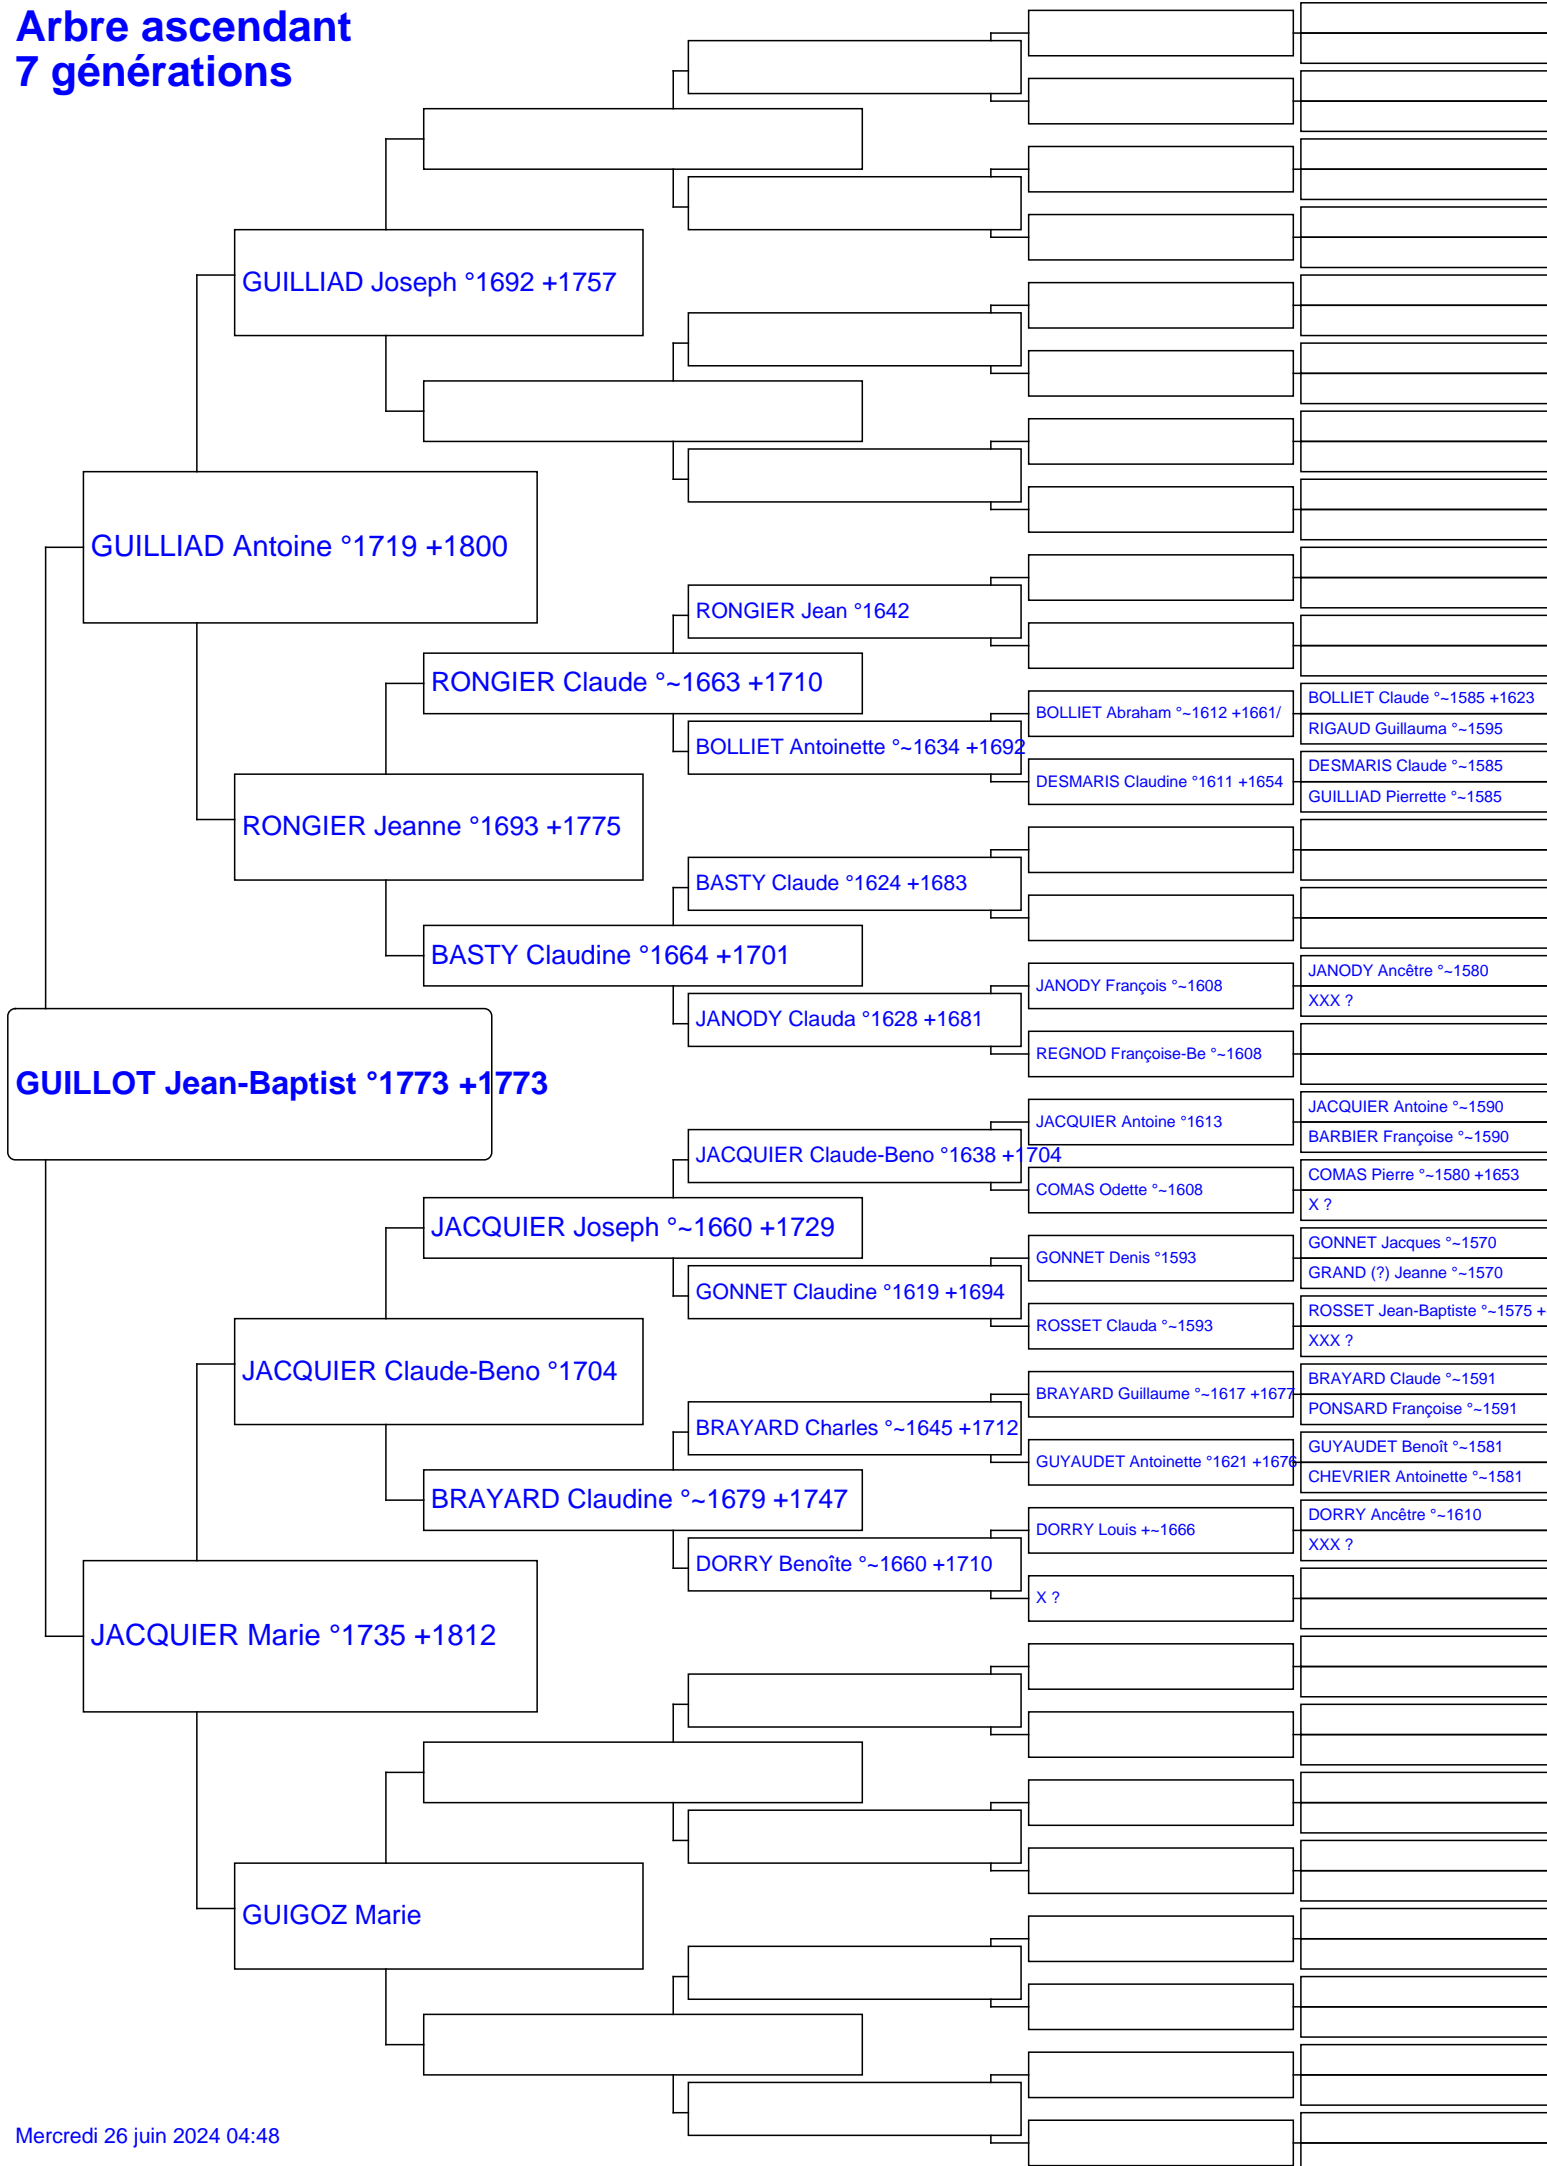 Arbre ascendant
7 générations
GUILLIAD Joseph °1692 +1757
GUILLIAD Antoine °1719 +1800
RONGIER Jean °1642
RONGIER Claude °~1663 +1710
BOLLIET Abraham °~1612 +1661/
BOLLIET Claude °~1585 +1623
RIGAUD Guillauma °~1595
BOLLIET Antoinette °~1634 +1692
DESMARIS Claudine °1611 +1654
DESMARIS Claude °~1585
GUILLIAD Pierrette °~1585
RONGIER Jeanne °1693 +1775
BASTY Claude °1624 +1683
BASTY Claudine °1664 +1701
JANODY François °~1608
JANODY Ancêtre °~1580
XXX ?
JANODY Clauda °1628 +1681
REGNOD Françoise-Be °~1608
GUILLOT Jean-Baptist °1773 +1773
JACQUIER Antoine °1613
JACQUIER Antoine °~1590
BARBIER Françoise °~1590
JACQUIER Claude-Beno °1638 +1704
COMAS Odette °~1608
COMAS Pierre °~1580 +1653
X ?
JACQUIER Joseph °~1660 +1729
GONNET Denis °1593
GONNET Jacques °~1570
GRAND (?) Jeanne °~1570
GONNET Claudine °1619 +1694
ROSSET Clauda °~1593
ROSSET Jean-Baptiste °~1575 +
XXX ?
JACQUIER Claude-Beno °1704
BRAYARD Guillaume °~1617 +1677
BRAYARD Claude °~1591
PONSARD Françoise °~1591
BRAYARD Charles °~1645 +1712
GUYAUDET Antoinette °1621 +1676
GUYAUDET Benoît °~1581
CHEVRIER Antoinette °~1581
BRAYARD Claudine °~1679 +1747
DORRY Louis +~1666
DORRY Ancêtre °~1610
XXX ?
DORRY Benoîte °~1660 +1710
X ?
JACQUIER Marie °1735 +1812
GUIGOZ Marie
Mercredi 26 juin 2024 04:48